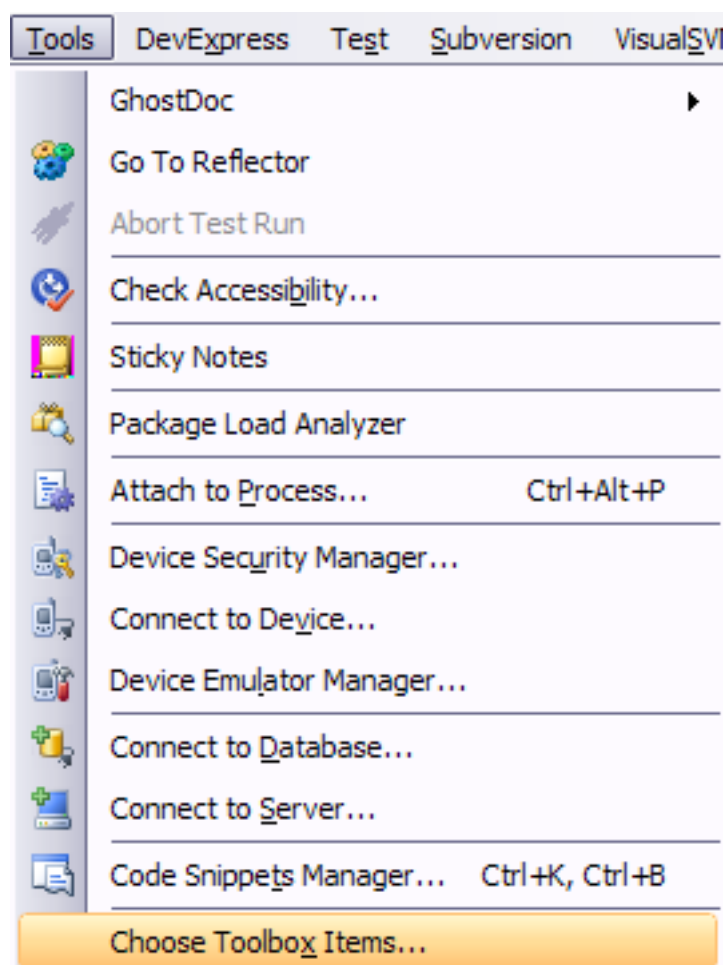 Tools DevExpress Test Subversion VisualSV
GhostDoc
Go To Reflector
Abort Test Run
Check Accessibility...
Sticky Notes
Package Load Analyzer
Attach to Process... Ctrl+Alt+P
Device Security Manager...
Connect to Device...
Device Emulator Manager...
Connect to Database...
Connect to Server...
Code Snippets Manager... Ctrl+K, Ctrl+B
Choose Toolbox Items...